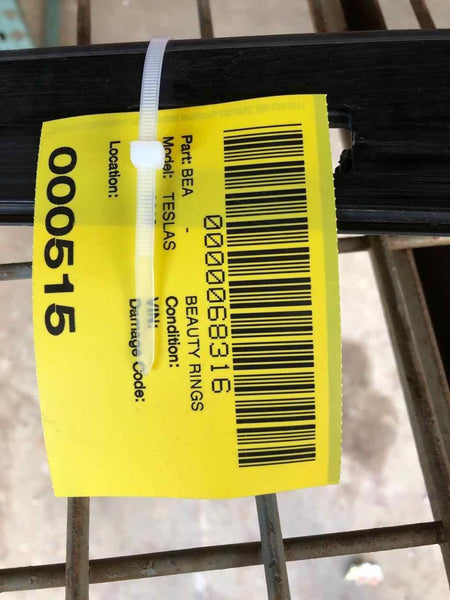 0000068316
Part: BEA - BEAUTY RINGS
Model: TESLAS Condition:
VIN:
Location: Damage Code:
000515